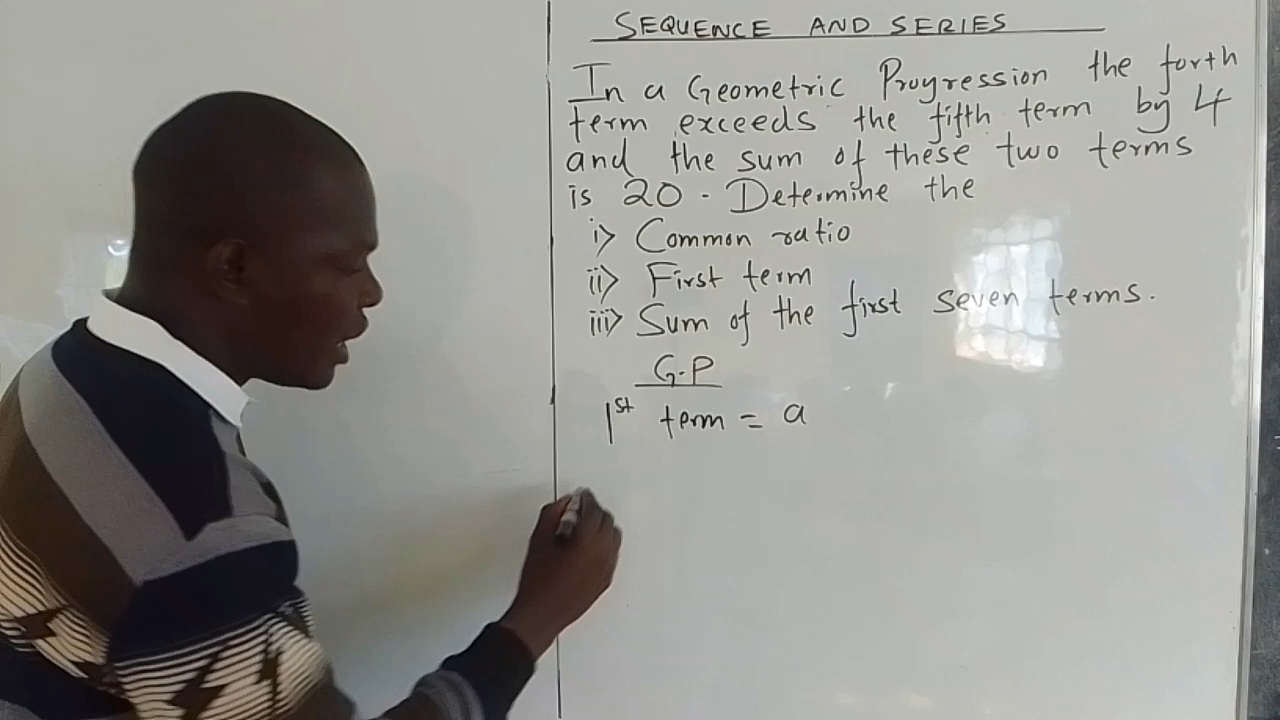 SEQUENCE AND SERIES
In a Geometric Progression the forth
term exceeds the fifth term by 4
and the sum of these two terms
is 20. Determine the
i> Common ratio
ii> First term
iii> Sum of the first seven terms.
G.P
1st term = a